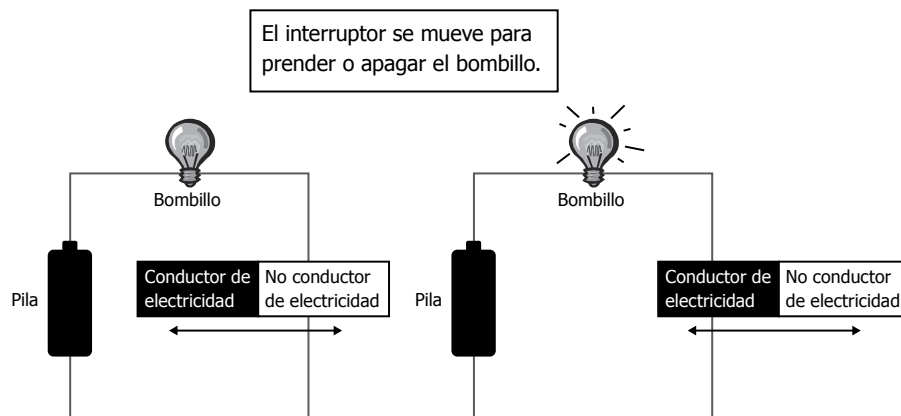 El interruptor se mueve para
prender o apagar el bombillo.
Bombillo
Pila
Conductor de
electricidad
No conductor
de electricidad
Bombillo
Pila
Conductor de
electricidad
No conductor
de electricidad